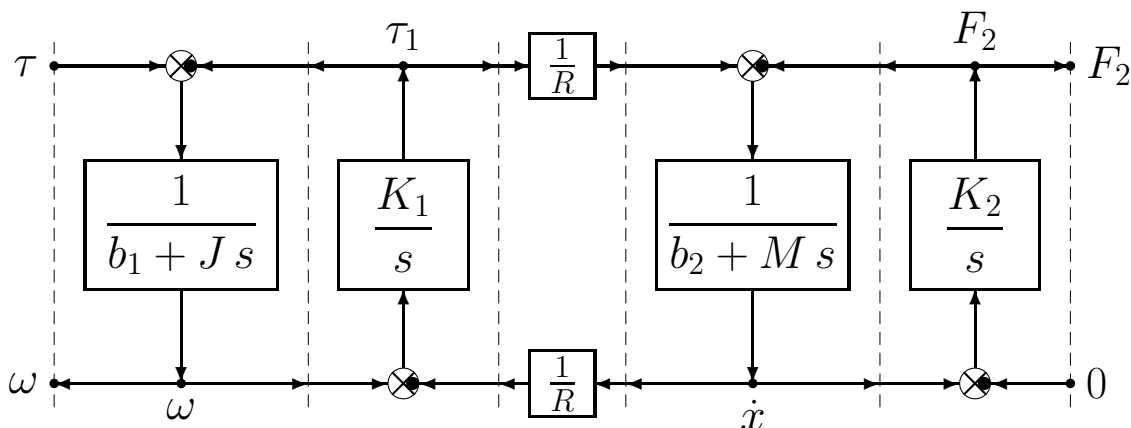 τ τ₁ 1/R F₂ F₂
1/(b₁ + J s) K₁/s 1/(b₂ + M s) K₂/s
ω ω 1/R ẋ 0